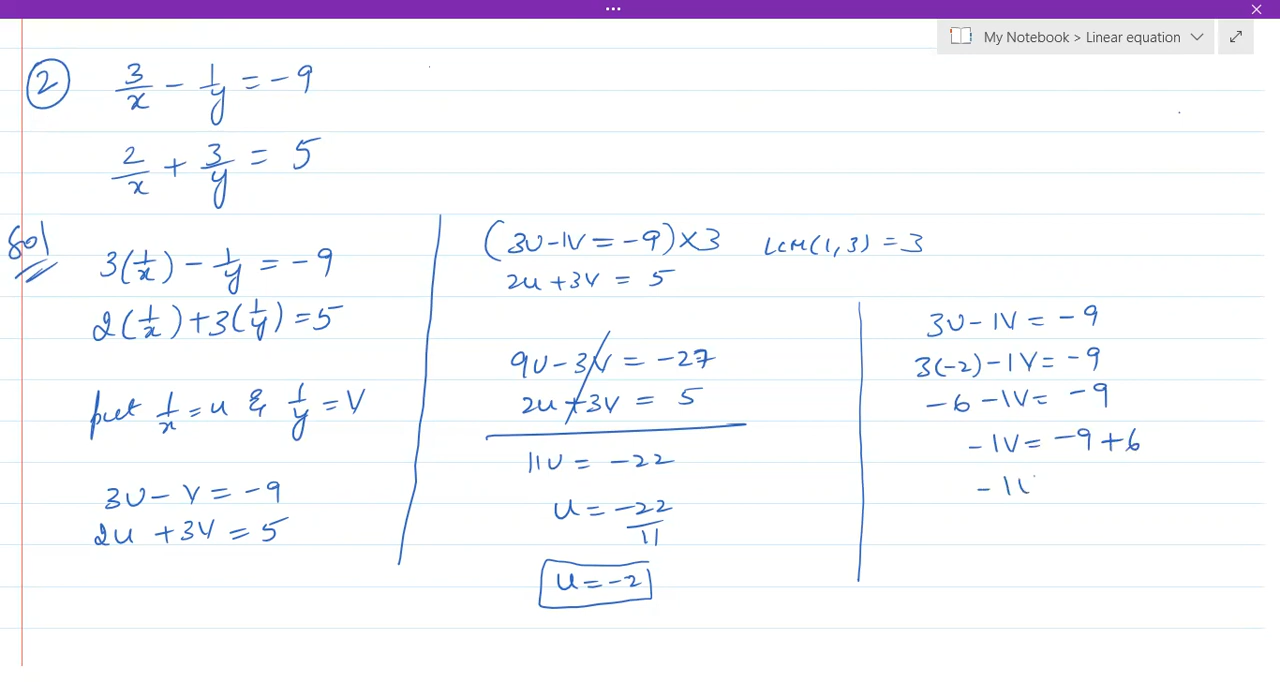 My Notebook > Linear equation
② 3/x - 1/y = -9
2/x + 3/y = 5
Sol
3(1/x) - 1/y = -9
2(1/x) + 3(1/y) = 5
put 1/x = u & 1/y = V
3U - V = -9
2u + 3V = 5
(3U - 1V = -9) × 3 LCM(1, 3) = 3
2u + 3V = 5
9U - 3V = -27
2u + 3V = 5
11U = -22
u = -22/11
u = -2
3U - 1V = -9
3(-2) - 1V = -9
-6 - 1V = -9
-1V = -9 + 6